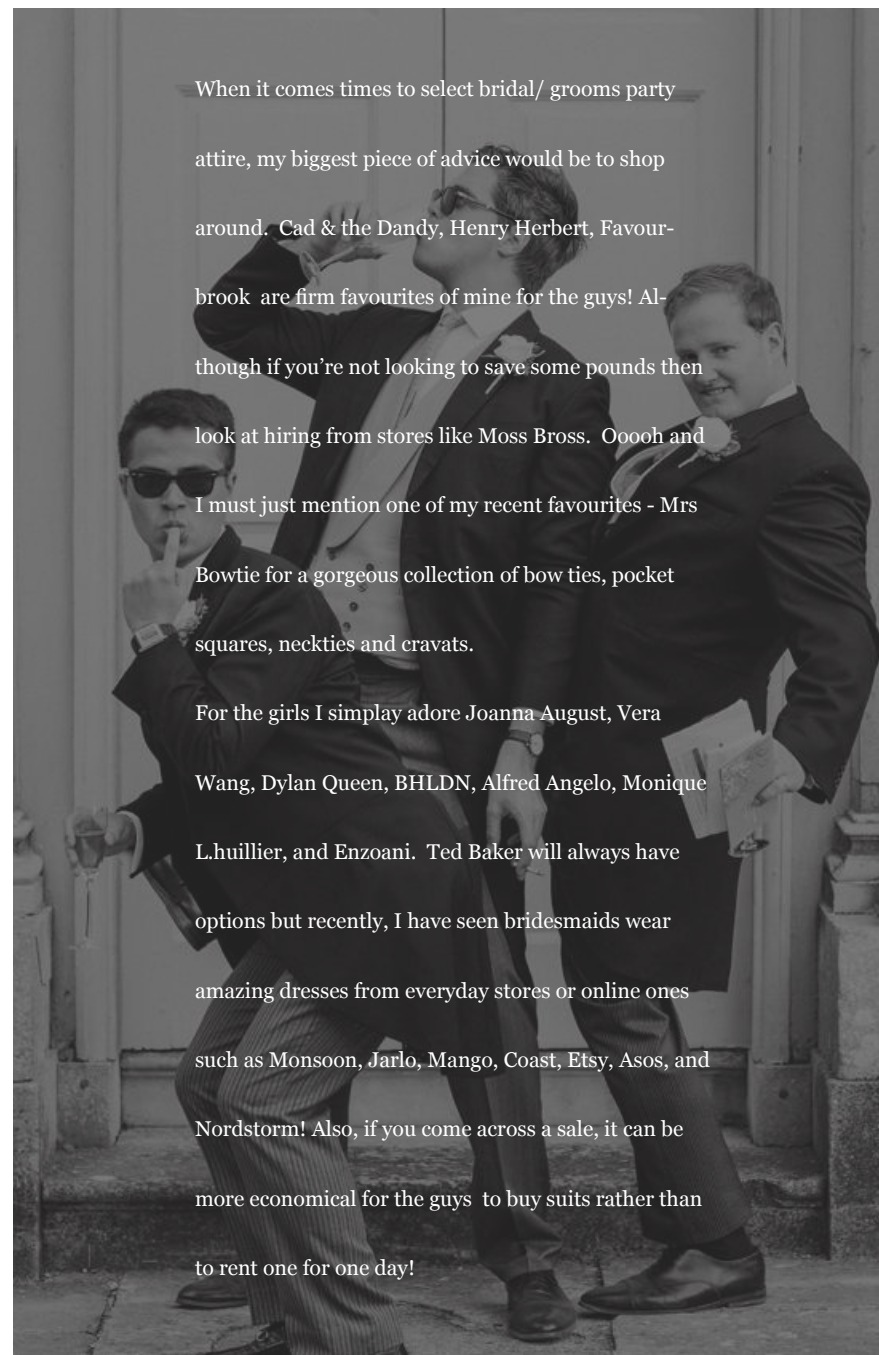 When it comes times to select bridal/ grooms party
attire, my biggest piece of advice would be to shop
around.  Cad & the Dandy, Henry Herbert, Favour-
brook  are firm favourites of mine for the guys! Al-
though if you’re not looking to save some pounds then
look at hiring from stores like Moss Bross.  Ooooh and
I must just mention one of my recent favourites - Mrs
Bowtie for a gorgeous collection of bow ties, pocket
squares, neckties and cravats.
For the girls I simplay adore Joanna August, Vera
Wang, Dylan Queen, BHLDN, Alfred Angelo, Monique
L.huillier, and Enzoani.  Ted Baker will always have
options but recently, I have seen bridesmaids wear
amazing dresses from everyday stores or online ones
such as Monsoon, Jarlo, Mango, Coast, Etsy, Asos, and
Nordstorm! Also, if you come across a sale, it can be
more economical for the guys  to buy suits rather than
to rent one for one day!